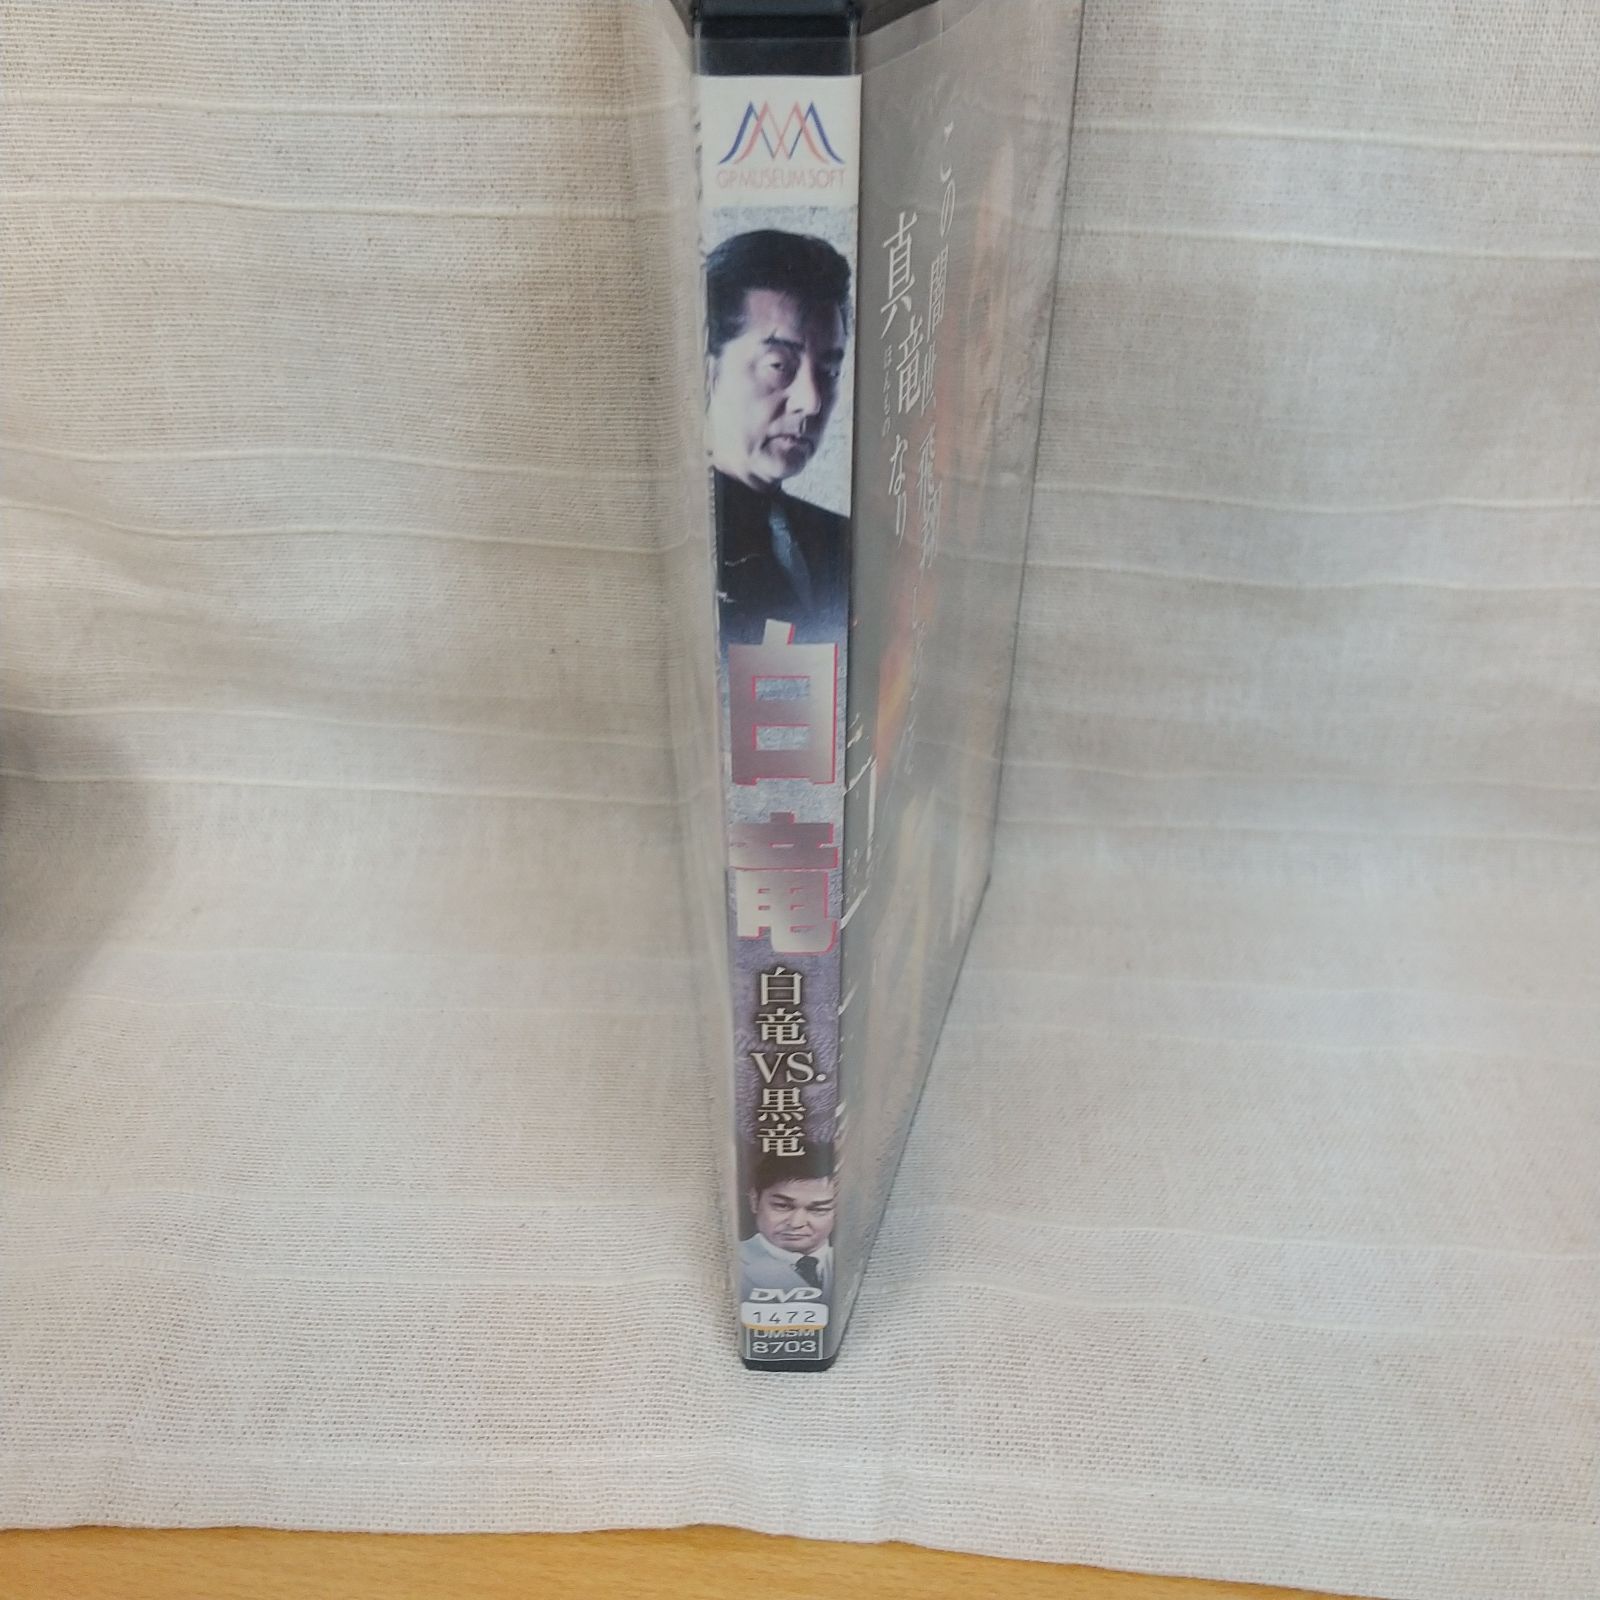 GP MUSEUM SOFT
白竜
白竜
VS.
黒竜
DVD
1472
DMSM
8703
この闇世
真竜なり
ほんもの